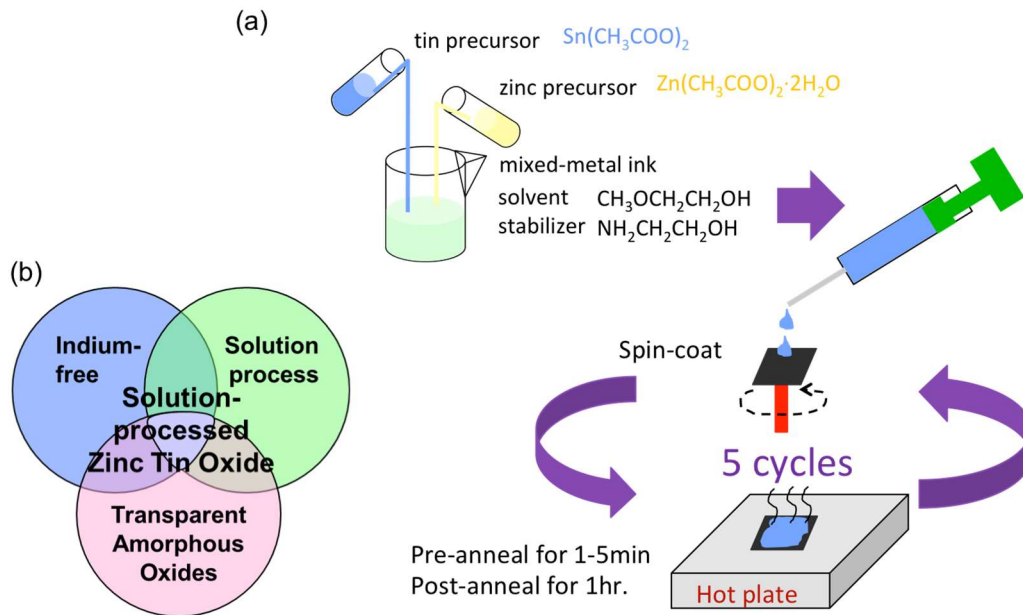 (a)
tin precursor Sn(CH₃COO)₂
zinc precursor Zn(CH₃COO)₂·2H₂O
mixed-metal ink
solvent CH₃OCH₂CH₂OH
stabilizer NH₂CH₂CH₂OH
(b)
Indium-
free
Solution
process
Solution-
processed
Zinc Tin Oxide
Transparent
Amorphous
Oxides
Spin-coat
5 cycles
Pre-anneal for 1-5min
Post-anneal for 1hr.
Hot plate